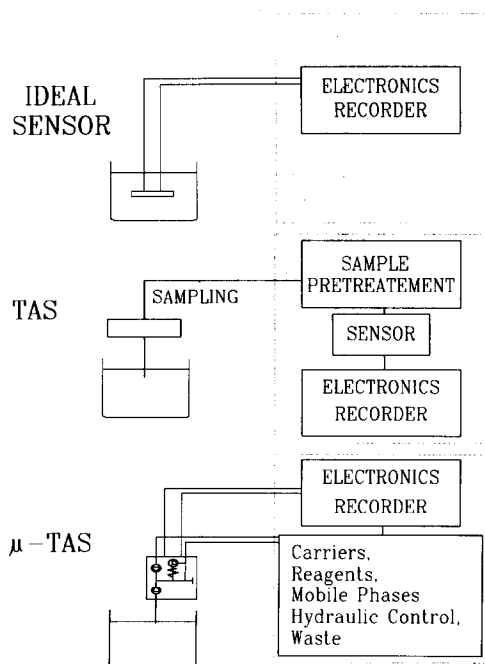 IDEAL
SENSOR
ELECTRONICS
RECORDER
TAS
SAMPLING
SAMPLE
PRETREATEMENT
SENSOR
ELECTRONICS
RECORDER
μ-TAS
ELECTRONICS
RECORDER
Carriers,
Reagents,
Mobile Phases
Hydraulic Control,
Waste